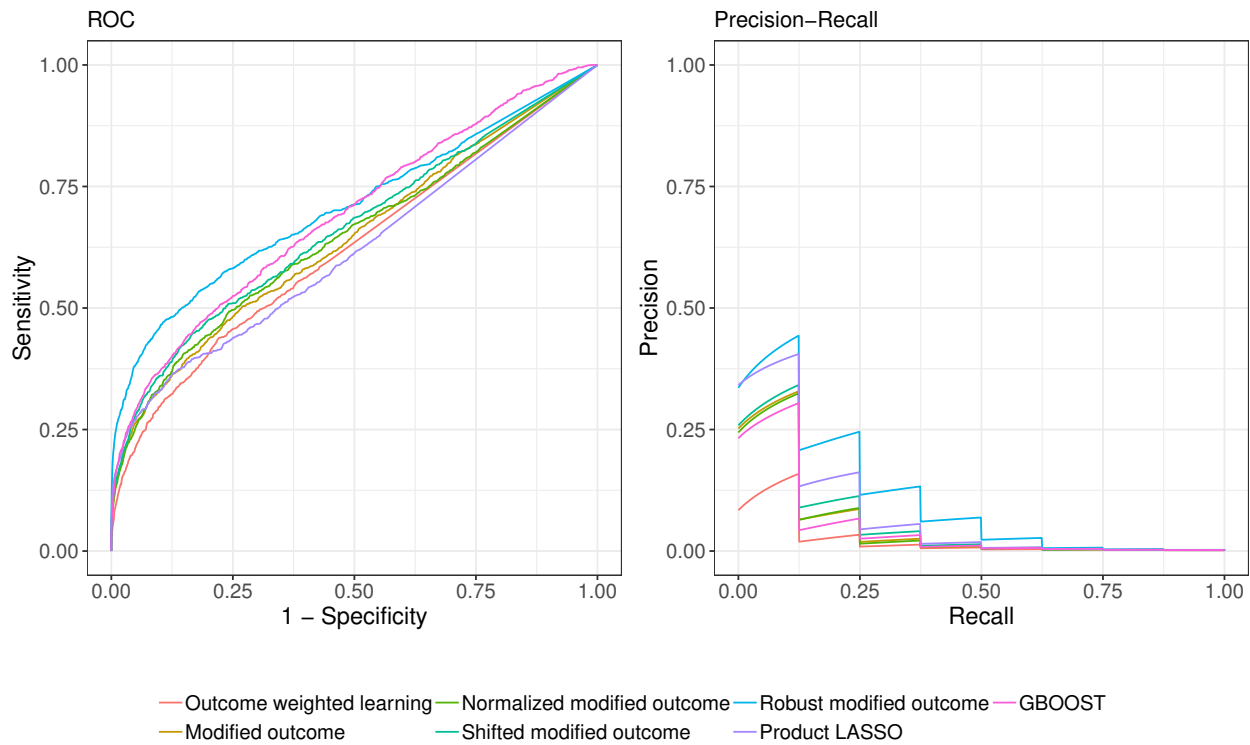 ROC
Precision−Recall
1.00
0.75
0.50
0.25
0.00
Sensitivity
0.00 0.25 0.50 0.75 1.00
1 − Specificity
1.00
0.75
0.50
0.25
0.00
Precision
0.00 0.25 0.50 0.75 1.00
Recall
Outcome weighted learning Normalized modified outcome Robust modified outcome GBOOST
Modified outcome Shifted modified outcome Product LASSO